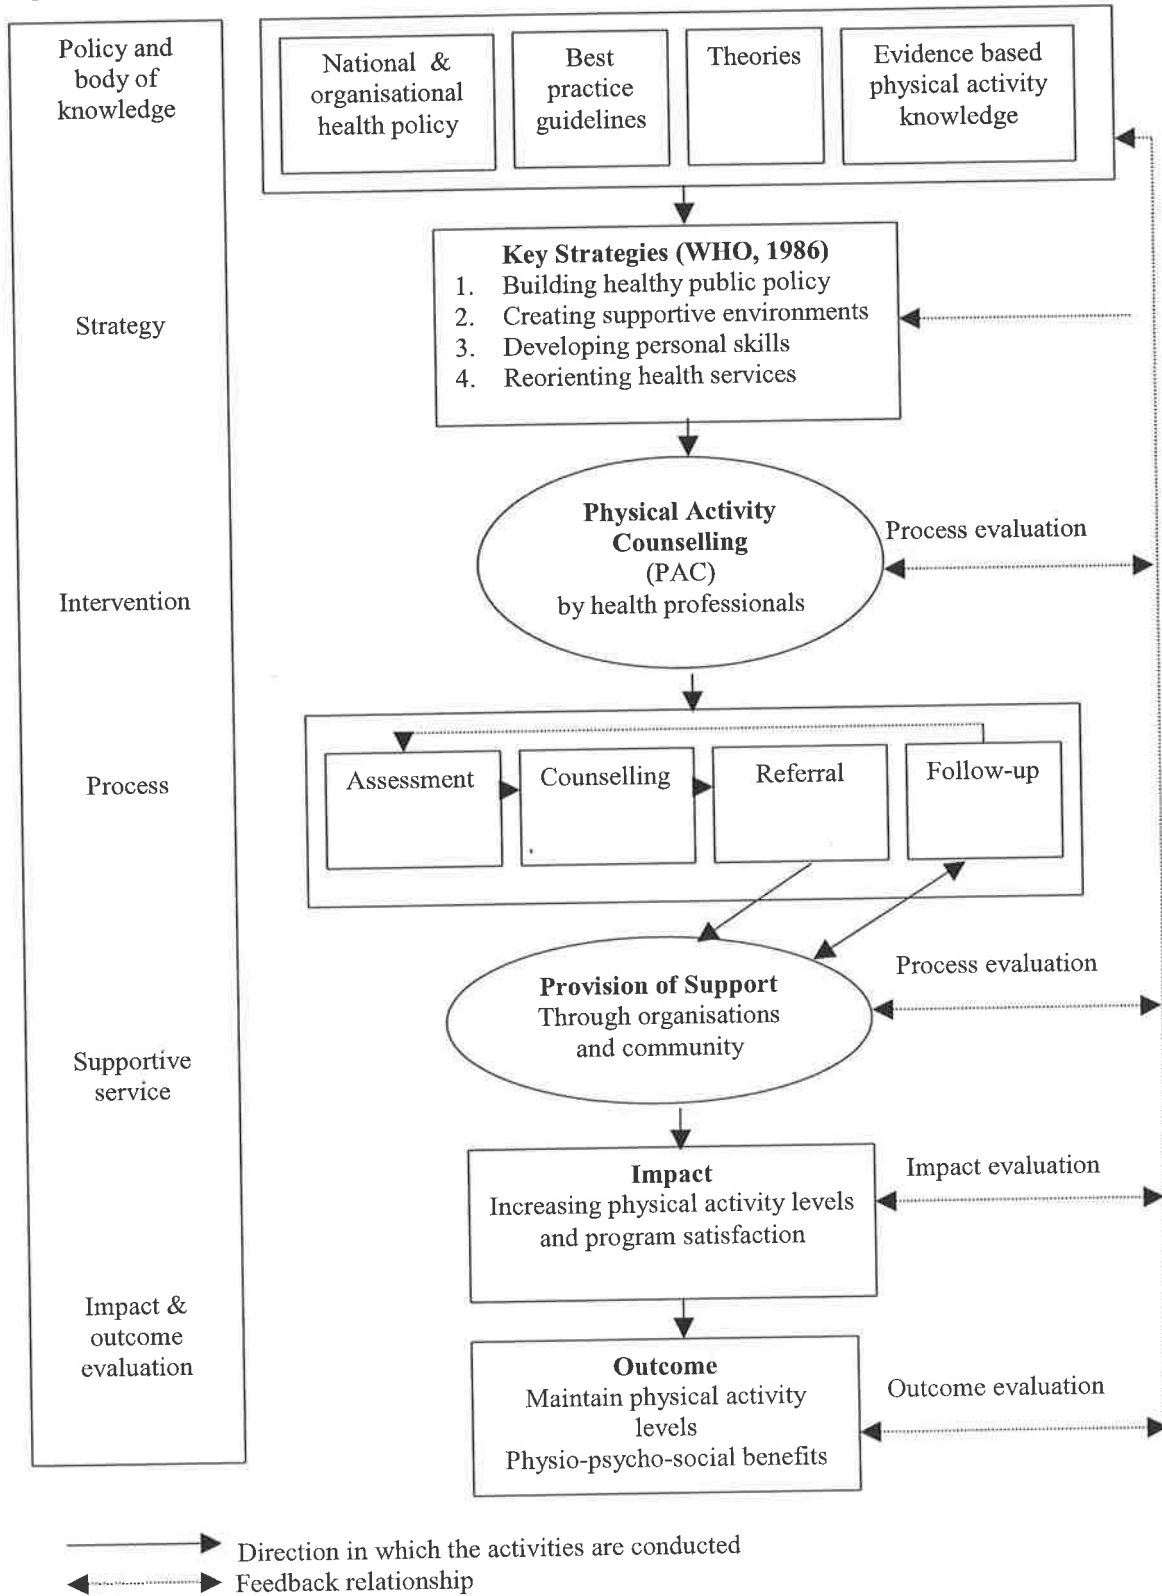 Policy and
body of
knowledge
National & 
organisational
health policy
Best
practice
guidelines
Theories
Evidence based
physical activity
knowledge
Strategy
Key Strategies (WHO, 1986)
1. Building healthy public policy
2. Creating supportive environments
3. Developing personal skills
4. Reorienting health services
Intervention
Physical Activity
Counselling
(PAC)
by health professionals
Process evaluation
Process
Assessment
Counselling
Referral
Follow-up
Supportive
service
Provision of Support
Through organisations
and community
Process evaluation
Impact
Increasing physical activity levels
and program satisfaction
Impact evaluation
Impact &
outcome
evaluation
Outcome
Maintain physical activity
levels
Physio-psycho-social benefits
Outcome evaluation
Direction in which the activities are conducted
Feedback relationship